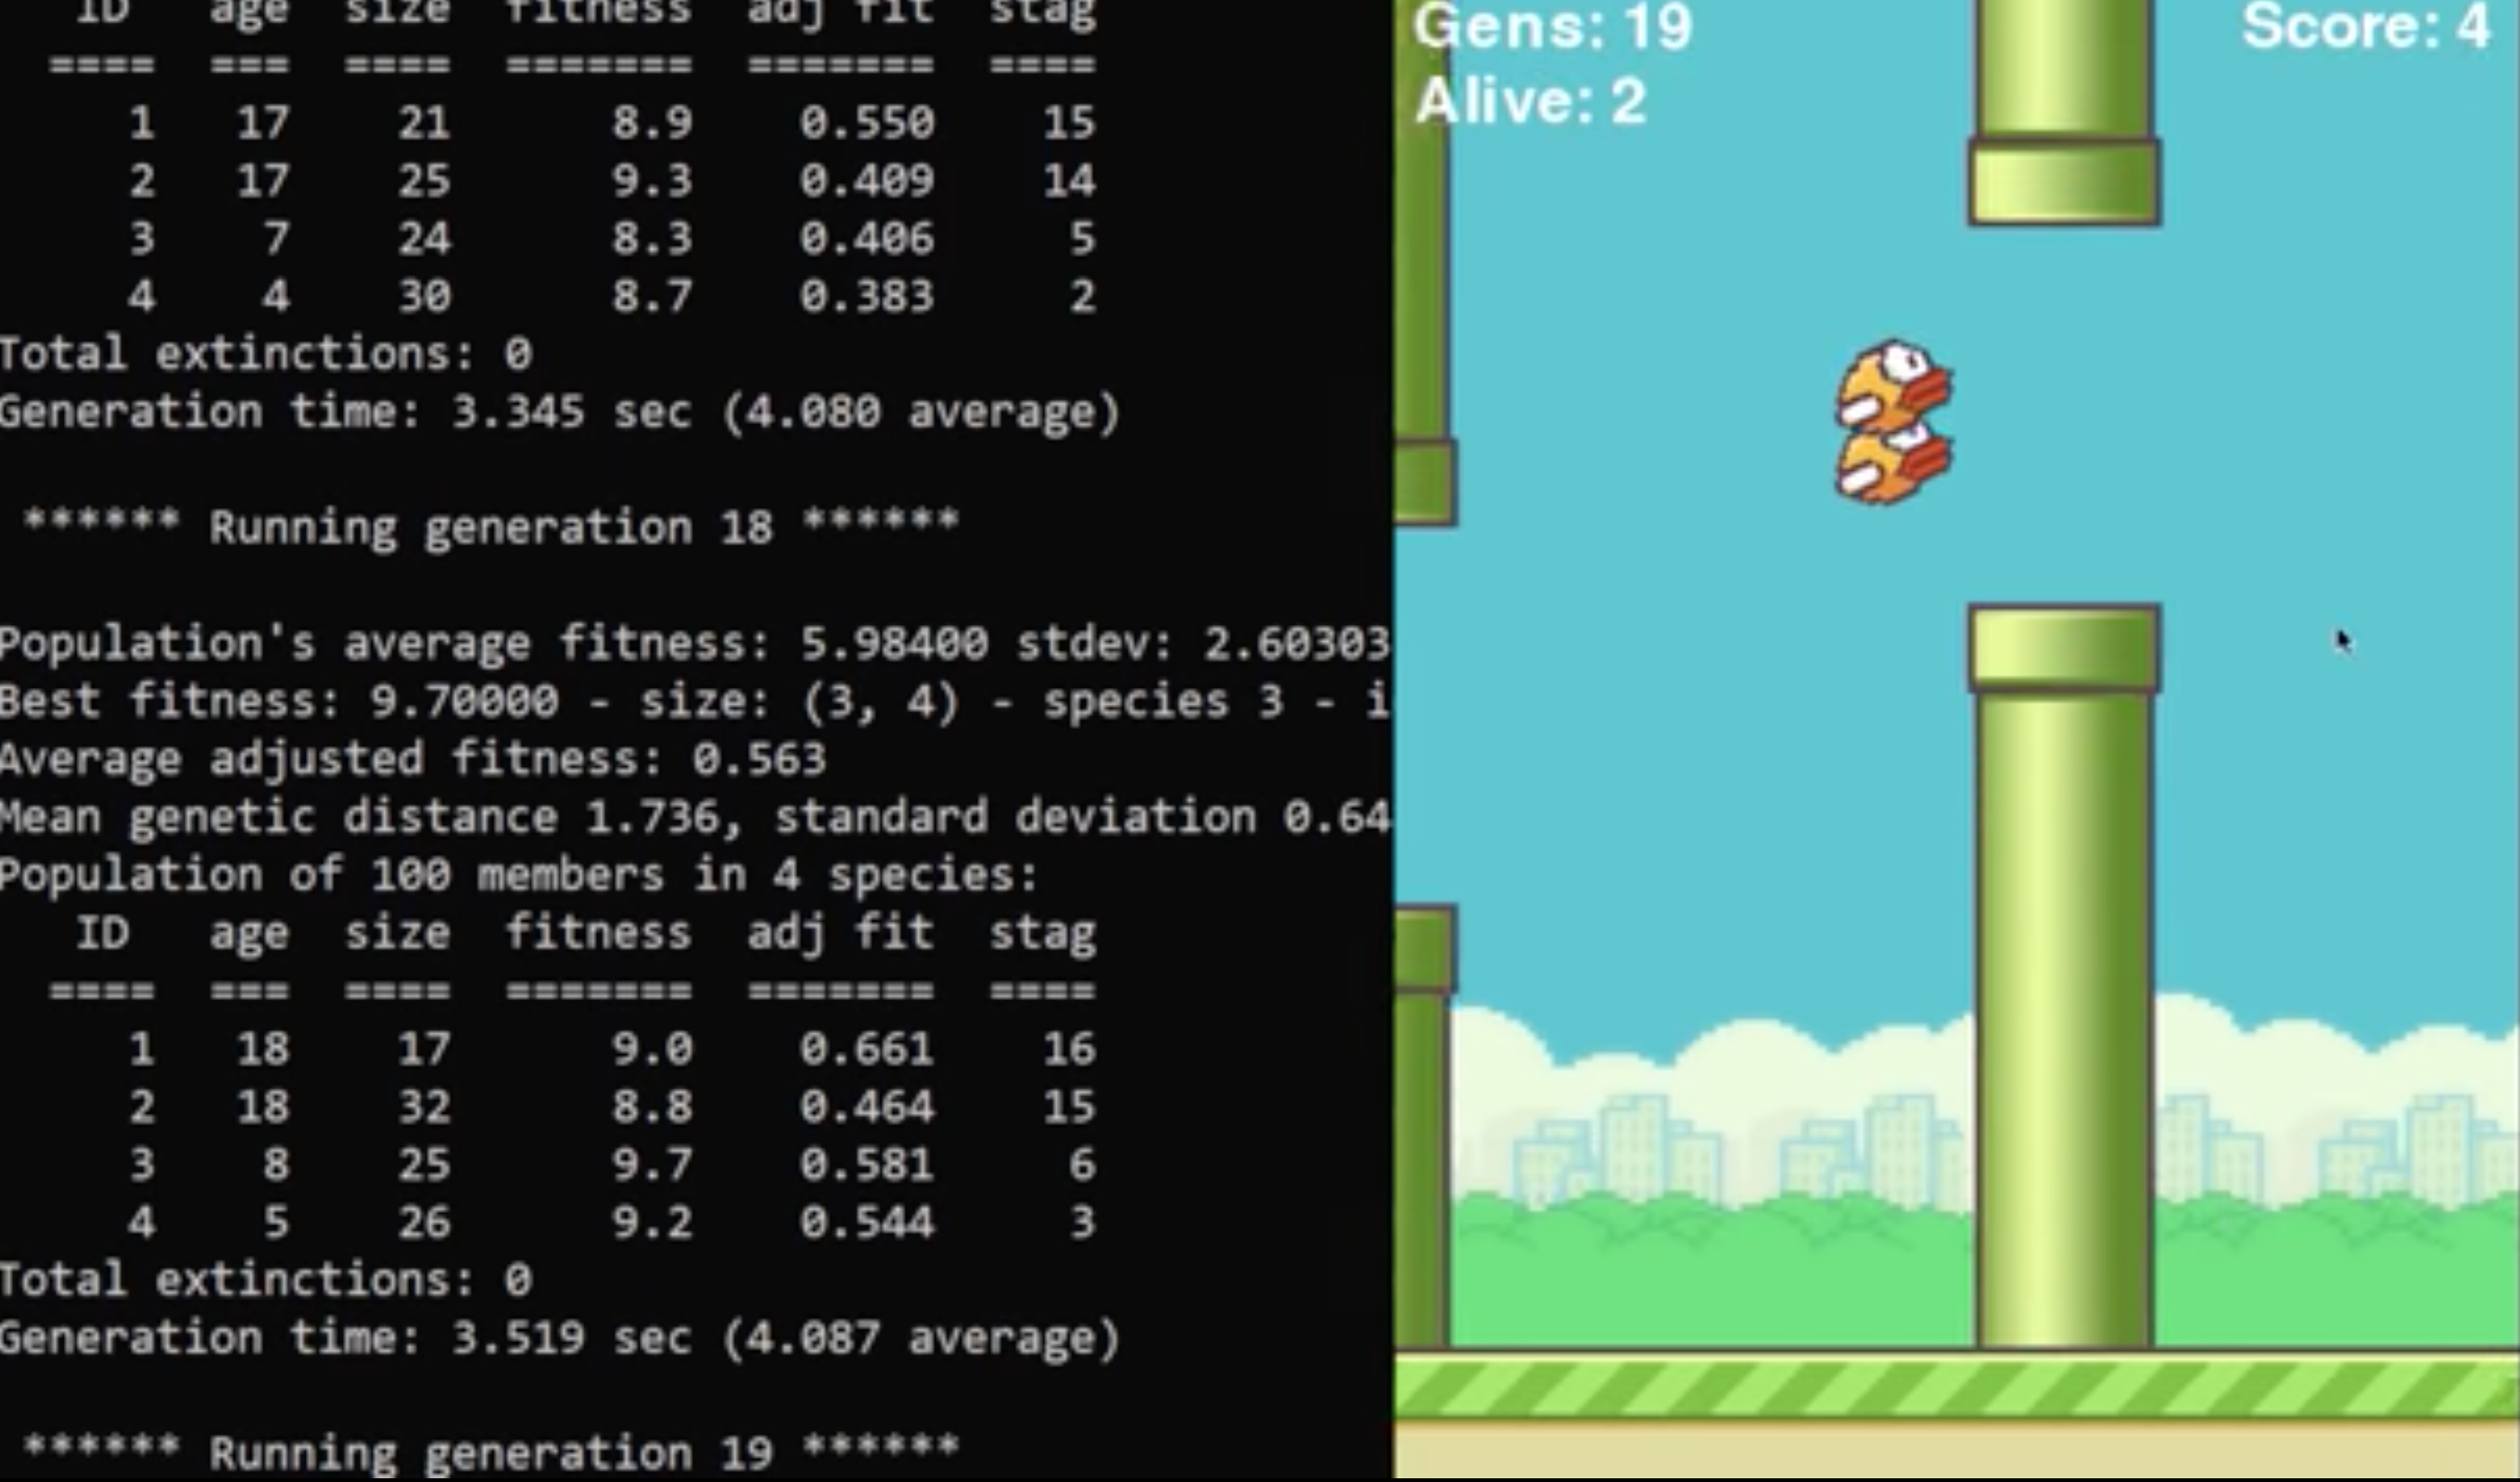 ID age size fitness adj fit stag
==== === ==== ======= ======= ====
1 17 21 8.9 0.550 15
2 17 25 9.3 0.409 14
3 7 24 8.3 0.406 5
4 4 30 8.7 0.383 2
Total extinctions: 0
Generation time: 3.345 sec (4.080 average)
****** Running generation 18 ******
Population's average fitness: 5.98400 stdev: 2.60303
Best fitness: 9.70000 - size: (3, 4) - species 3 - i
Average adjusted fitness: 0.563
Mean genetic distance 1.736, standard deviation 0.64
Population of 100 members in 4 species:
ID age size fitness adj fit stag
==== === ==== ======= ======= ====
1 18 17 9.0 0.661 16
2 18 32 8.8 0.464 15
3 8 25 9.7 0.581 6
4 5 26 9.2 0.544 3
Total extinctions: 0
Generation time: 3.519 sec (4.087 average)
****** Running generation 19 ******
Gens: 19
Score: 4
Alive: 2